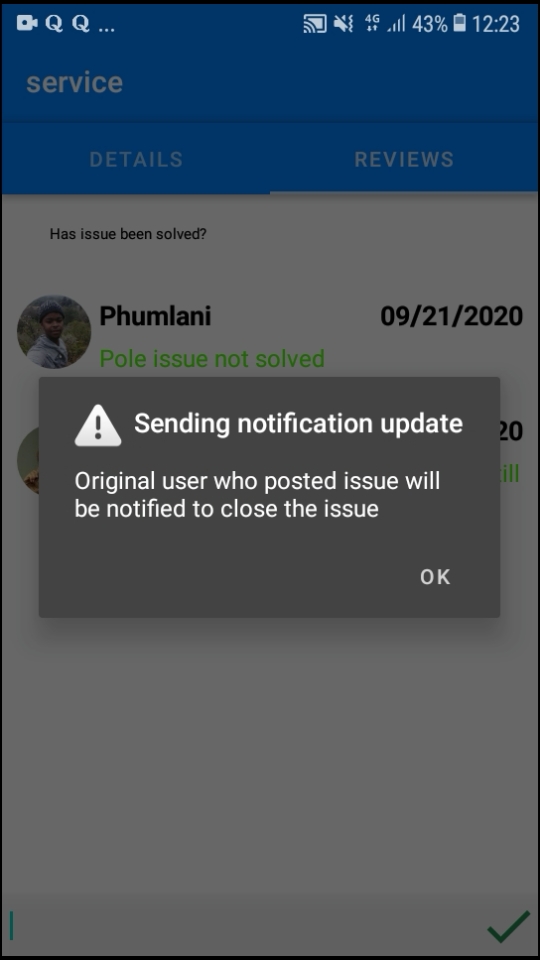 Q Q ... 4G 43% 12:23
service
DETAILS REVIEWS
Has issue been solved?
Phumlani 09/21/2020
Pole issue not solved
Sending notification update
20
Original user who posted issue will
ill
be notified to close the issue
OK